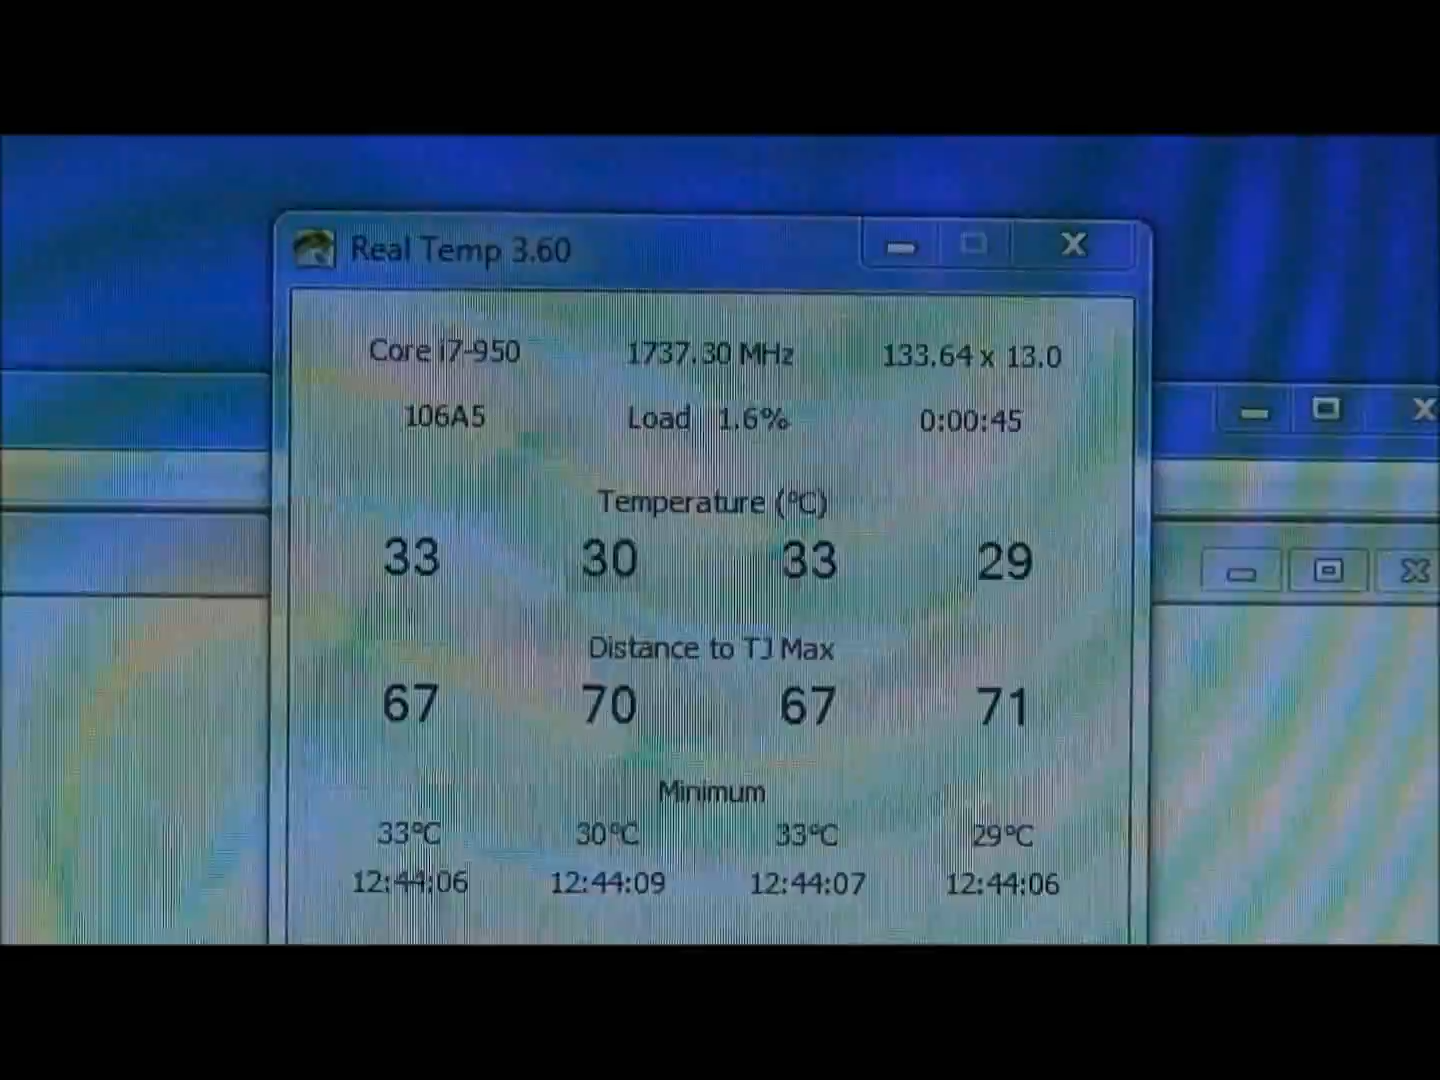 Real Temp 3.60
Core i7-950 1737.30 MHz 133.64 x 13.0
106A5 Load 1.6% 0:00:45
Temperature (°C)
33 30 33 29
Distance to TJ Max
67 70 67 71
Minimum
33°C 30°C 33°C 29°C
12:44:06 12:44:09 12:44:07 12:44:06